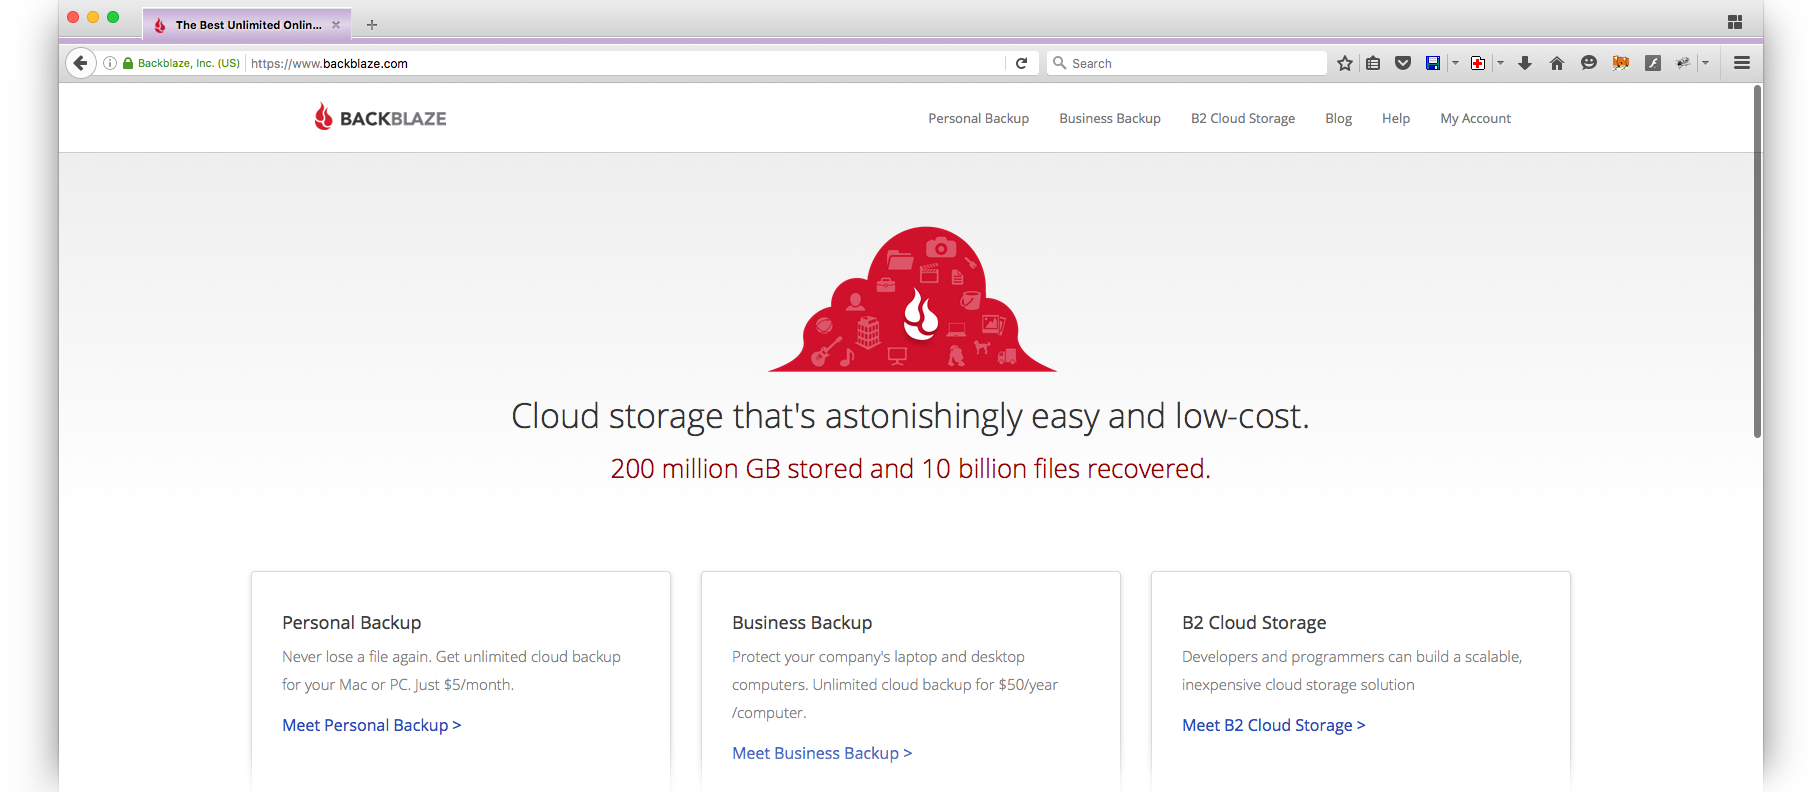 The Best Unlimited Onlin...
Backblaze, Inc. (US)
https://www.backblaze.com
Search
BACKBLAZE
Personal Backup
Business Backup
B2 Cloud Storage
Blog
Help
My Account
Cloud storage that's astonishingly easy and low-cost.
200 million GB stored and 10 billion files recovered.
Personal Backup
Never lose a file again. Get unlimited cloud backup
for your Mac or PC. Just $5/month.
Meet Personal Backup >
Business Backup
Protect your company's laptop and desktop
computers. Unlimited cloud backup for $50/year
/computer.
Meet Business Backup >
B2 Cloud Storage
Developers and programmers can build a scalable,
inexpensive cloud storage solution
Meet B2 Cloud Storage >